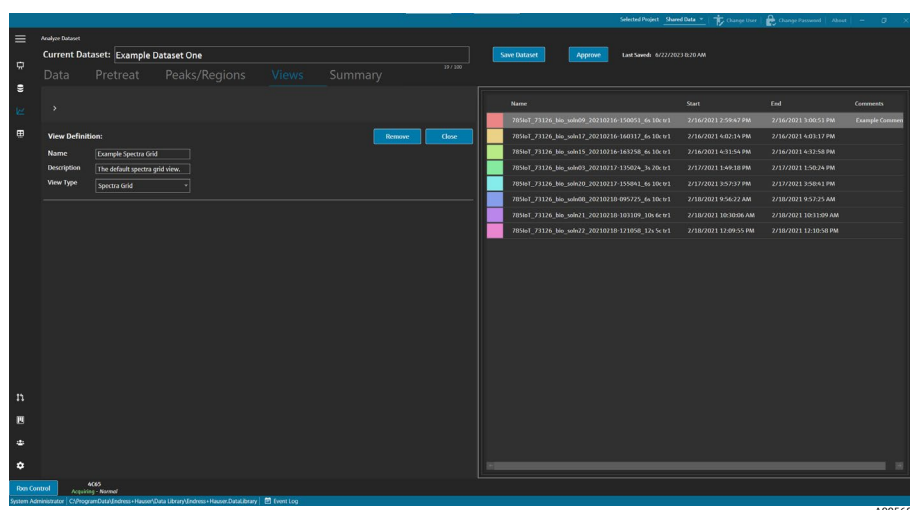 Selected Project Shared Data Change User Change Password About
Analyze Dataset
Current Dataset: Example Dataset One
19 / 100
Save Dataset Approve Last Saved: 6/22/2023 8:20 AM
Data Pretreat Peaks/Regions Views Summary
Name Start End Comments
785IoT_73126_bio_soln09_20210216-150051_6s 10c tr1 2/16/2021 2:59:47 PM 2/16/2021 3:00:51 PM Example Commen
785IoT_73126_bio_soln17_20210216-160317_6s 10c tr1 2/16/2021 4:02:14 PM 2/16/2021 4:03:17 PM
785IoT_73126_bio_soln15_20210216-163258_6s 10c tr1 2/16/2021 4:31:54 PM 2/16/2021 4:32:58 PM
785IoT_73126_bio_soln03_20210217-135024_3s 20c tr1 2/17/2021 1:49:18 PM 2/17/2021 1:50:24 PM
785IoT_73126_bio_soln20_20210217-155841_6s 10c tr1 2/17/2021 3:57:37 PM 2/17/2021 3:58:41 PM
785IoT_73126_bio_soln08_20210218-095725_6s 10c tr1 2/18/2021 9:56:22 AM 2/18/2021 9:57:25 AM
785IoT_73126_bio_soln21_20210218-103109_10s 6c tr1 2/18/2021 10:30:06 AM 2/18/2021 10:31:09 AM
785IoT_73126_bio_soln22_20210218-121058_12s 5c tr1 2/18/2021 12:09:55 PM 2/18/2021 12:10:58 PM
View Definition: Remove Close
Name Example Spectra Grid
Description The default spectra grid view.
View Type Spectra Grid
Run Control
4C65
Acquiring - Normal
System Administrator C:\ProgramData\Endress+Hauser\Data Library\Endress+Hauser.DataLibrary Event Log